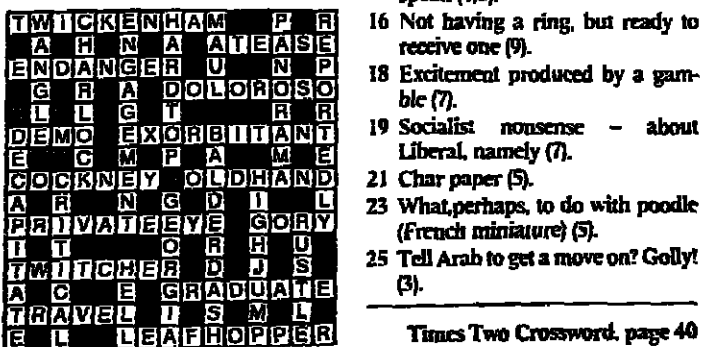 TWICKENHAM P R
A H N A ATEASE
ENDANGER U N P
G R A DOLOROSO
L L G T R R
DEMO EXORBITANT
E C M P A M E
COCKNEY OLDHAND
A R N G D I L
PRIVATEEYE GORY
I T O R H U
TWITCHER D J S
A C E GRADUATE
TRAVEL I S M L
E L LEAFHOPPER
16 Not having a ring, but ready to
receive one (9).
18 Excitement produced by a gam-
ble (7).
19 Socialist nonsense – about
Liberal, namely (7).
21 Char paper (5).
23 What, perhaps, to do with poodle
(French miniature) (5).
25 Tell Arab to get a move on? Golly!
(3).
Times Two Crossword, page 40